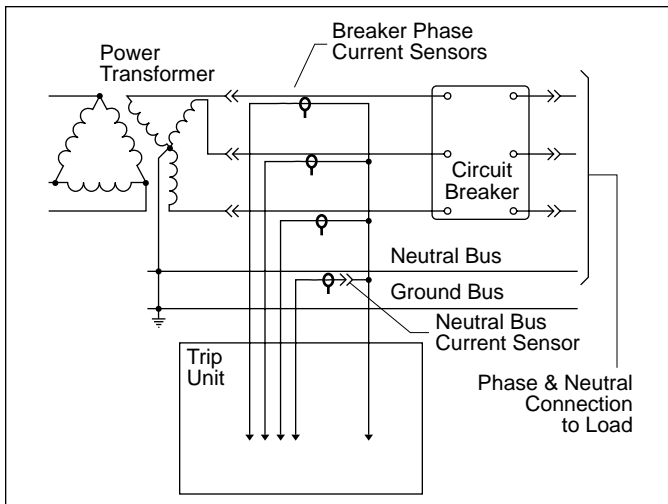 Breaker Phase
Current Sensors
Power
Transformer
Circuit
Breaker
Neutral Bus
Ground Bus
Neutral Bus
Current Sensor
Trip
Unit
Phase & Neutral
Connection
to Load